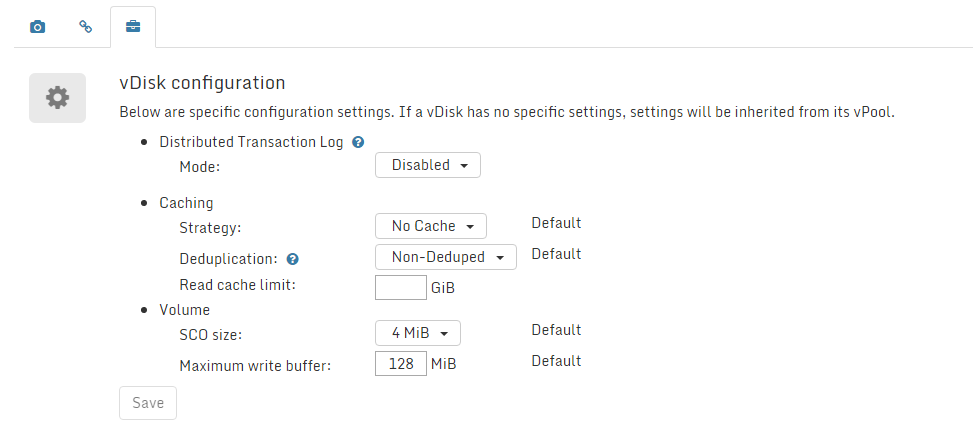 vDisk configuration
Below are specific configuration settings. If a vDisk has no specific settings, settings will be inherited from its vPool.
Distributed Transaction Log
Mode: Disabled
Caching
Strategy: No Cache Default
Deduplication: Non-Deduped Default
Read cache limit: GiB
Volume
SCO size: 4 MiB Default
Maximum write buffer: 128 MiB Default
Save